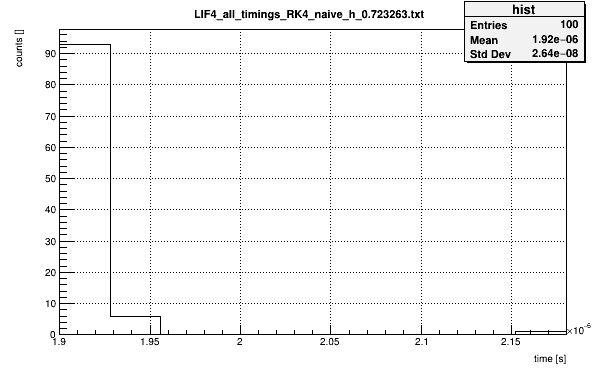 LIF4_all_timings_RK4_naive_h_0.723263.txt
hist
Entries 100
Mean 1.92e−06
Std Dev 2.64e−08
counts []
90
80
70
60
50
40
30
20
10
0
1.9 1.95 2 2.05 2.1 2.15
×10⁻⁶
time [s]